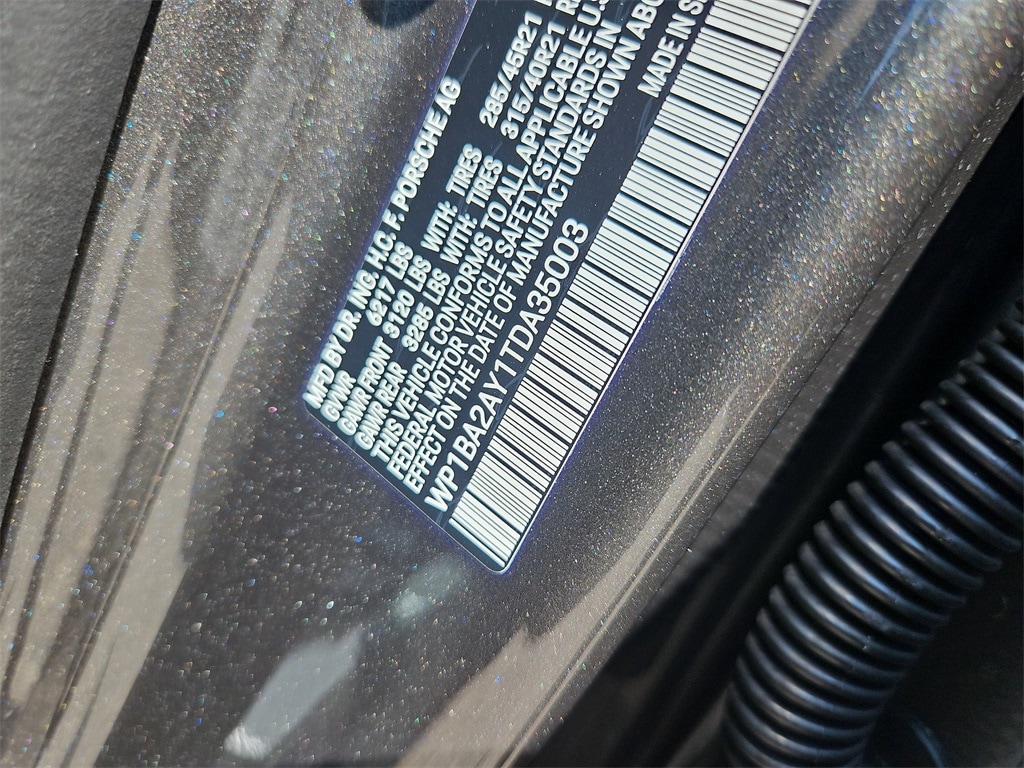 MFD BY DR. ING. H.C. F. PORSCHE AG
GVWR 6217 LBS
GAWR FRONT 3120 LBS WITH: TIRES 285/45R21
GAWR REAR 3285 LBS WITH: TIRES 315/40R21
THIS VEHICLE CONFORMS TO ALL APPLICABLE U.S.
FEDERAL MOTOR VEHICLE SAFETY STANDARDS IN
EFFECT ON THE DATE OF MANUFACTURE SHOWN
MADE IN
WP1BA2AY1TDA35003